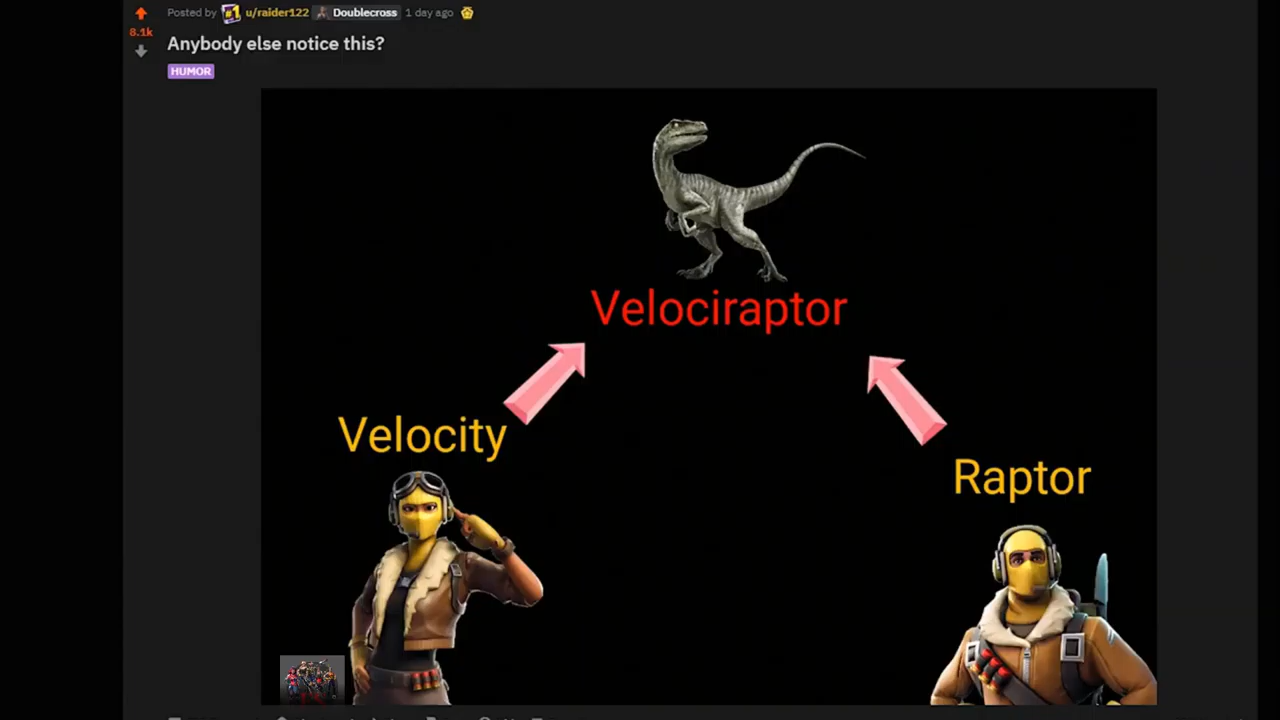 Posted by u/raider122 Doublecross 1 day ago
8.1k
Anybody else notice this?
HUMOR
Velociraptor
Velocity
Raptor